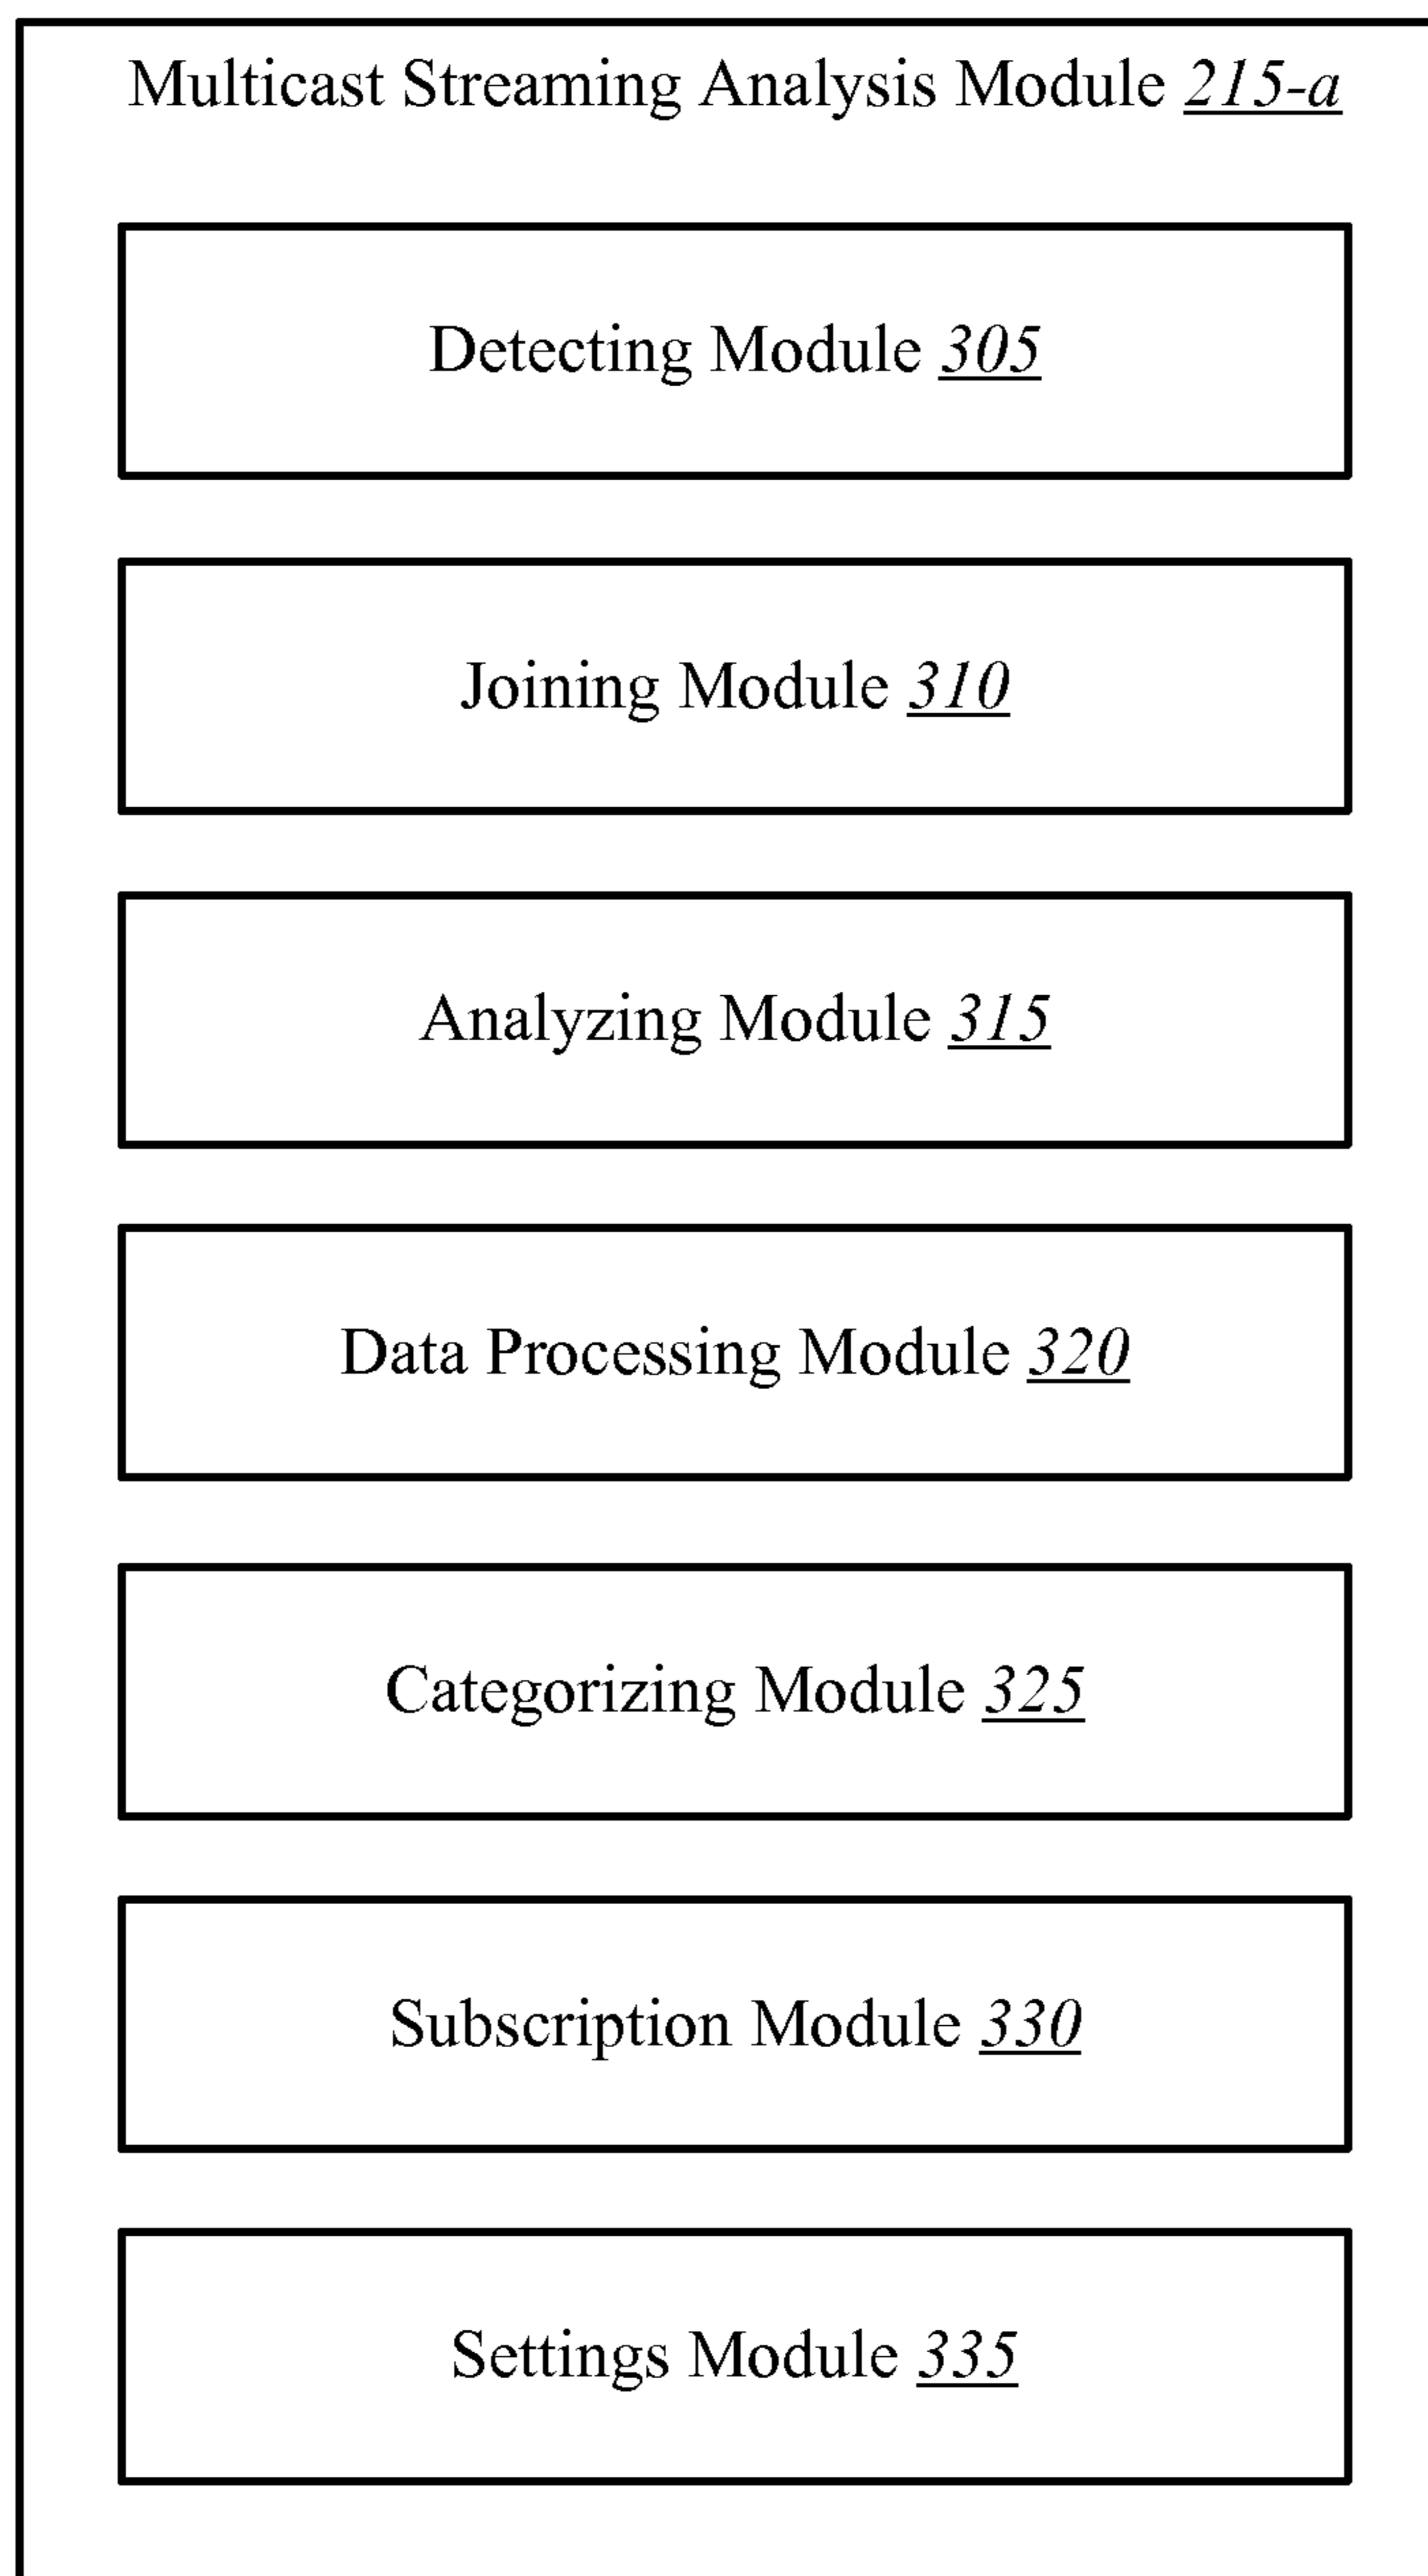 Multicast Streaming Analysis Module 215-a
Detecting Module 305
Joining Module 310
Analyzing Module 315
Data Processing Module 320
Categorizing Module 325
Subscription Module 330
Settings Module 335